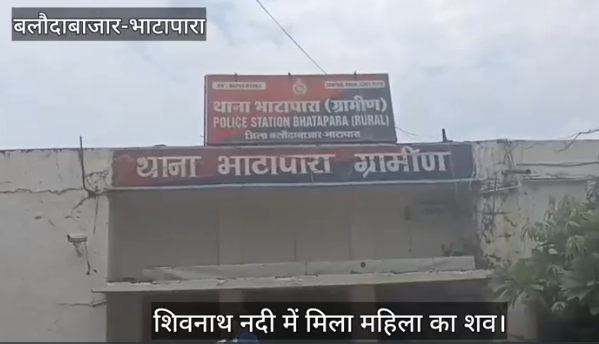 बलौदाबाजार-भाटापारा
थाना भाटापारा (ग्रामीण)
POLICE STATION BHATAPARA (RURAL)
जिला बलौदाबाजार-भाटापारा
थाना भाटापारा ग्रामींण
शिवनाथ नदी में मिला महिला का शव।